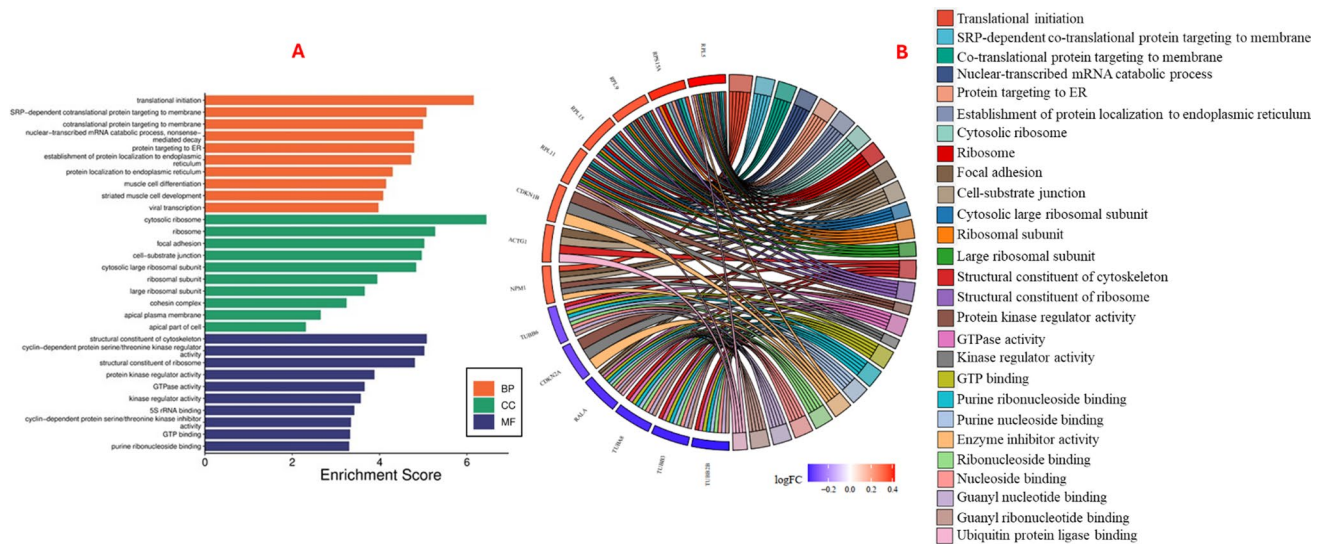 A
translational initiation
SRP-dependent cotranslational protein targeting to membrane
cotranslational protein targeting to membrane
nuclear-transcribed mRNA catabolic process, nonsense-
mediated decay
protein targeting to ER
establishment of protein localization to endoplasmic
reticulum
protein localization to endoplasmic reticulum
muscle cell differentiation
striated muscle cell development
viral transcription
cytosolic ribosome
ribosome
focal adhesion
cell-substrate junction
cytosolic large ribosomal subunit
ribosomal subunit
large ribosomal subunit
cohesin complex
apical plasma membrane
apical part of cell
structural constituent of cytoskeleton
cyclin-dependent protein serine/threonine kinase regulator
activity
structural constituent of ribosome
protein kinase regulator activity
GTPase activity
kinase regulator activity
5S rRNA binding
cyclin-dependent protein serine/threonine kinase inhibitor
activity
GTP binding
purine ribonucleoside binding
0 2 4 6
Enrichment Score
BP
CC
MF
B
RPL5
RPS15A
RPL9
RPL15
RPL11
CDKN1B
ACTG1
NPM1
TUBB6
CDKN2A
RALA
TUBA8
logFC
−0.2 0.0 0.2 0.4
Translational initiation
SRP-dependent co-translational protein targeting to membrane
Co-translational protein targeting to membrane
Nuclear-transcribed mRNA catabolic process
Protein targeting to ER
Establishment of protein localization to endoplasmic reticulum
Cytosolic ribosome
Ribosome
Focal adhesion
Cell-substrate junction
Cytosolic large ribosomal subunit
Ribosomal subunit
Large ribosomal subunit
Structural constituent of cytoskeleton
Structural constituent of ribosome
Protein kinase regulator activity
GTPase activity
Kinase regulator activity
GTP binding
Purine ribonucleoside binding
Purine nucleoside binding
Enzyme inhibitor activity
Ribonucleoside binding
Nucleoside binding
Guanyl nucleotide binding
Guanyl ribonucleotide binding
Ubiquitin protein ligase binding